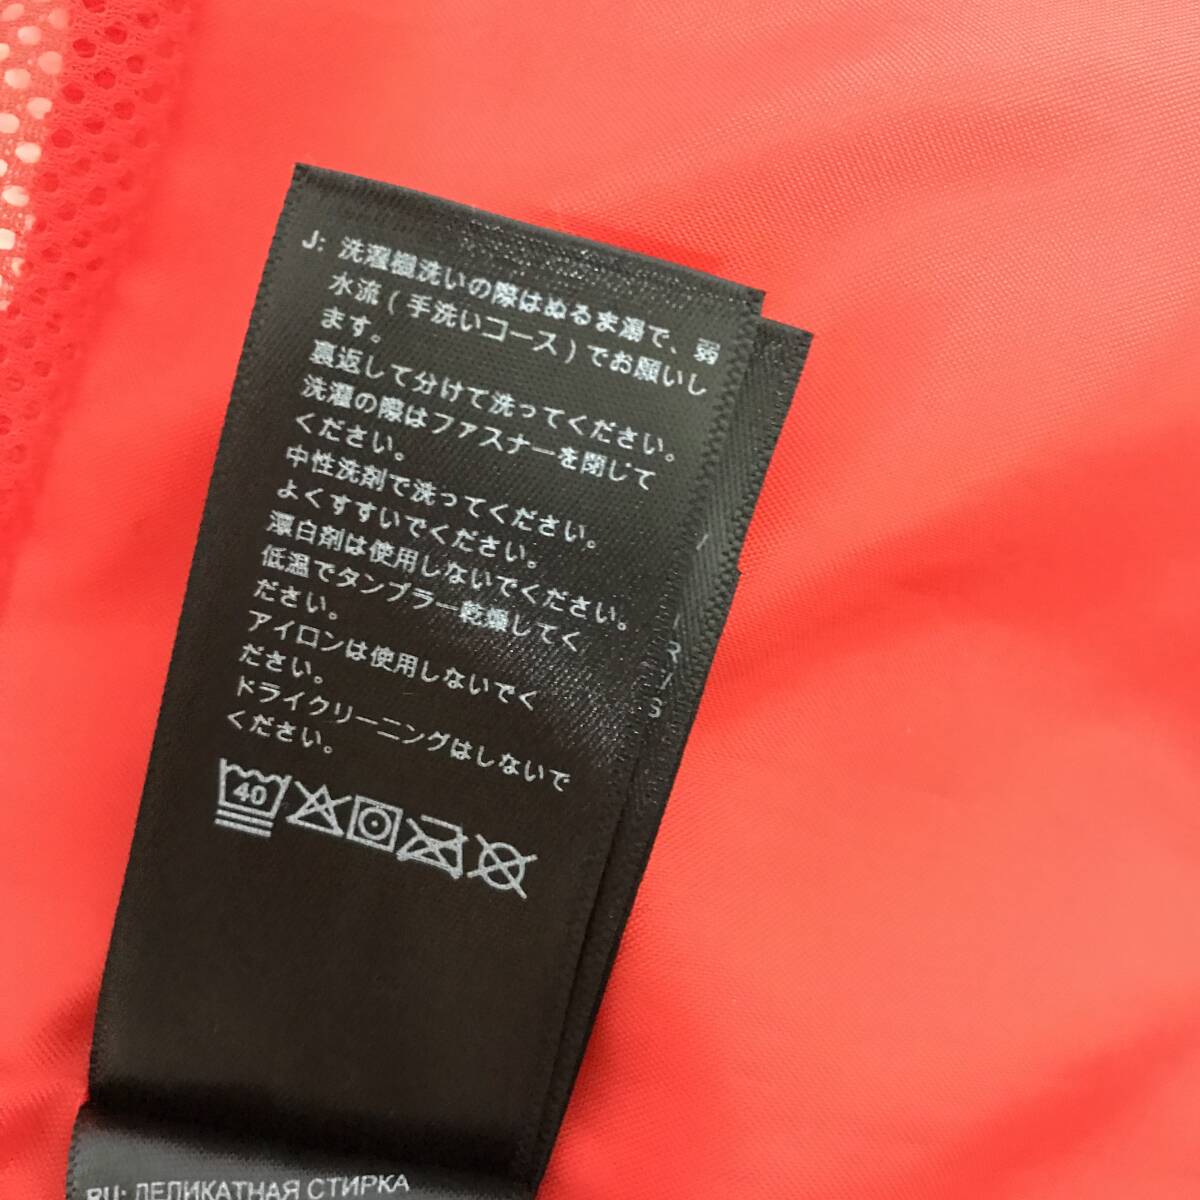 J: 洗濯機洗いの際はぬるま湯で、弱
水流 ( 手洗いコース ) でお願いし
ます。
裏返して分けて洗ってください。
洗濯の際はファスナーを閉じて
ください。
中性洗剤で洗ってください。
よくすすいでください。
漂白剤は使用しないでください。
低温でタンブラー乾燥してく
ださい。
アイロンは使用しないでく
ださい。
ドライクリーニングはしないで
ください。
40
RU: ДЕЛИКАТНАЯ СТИРКА